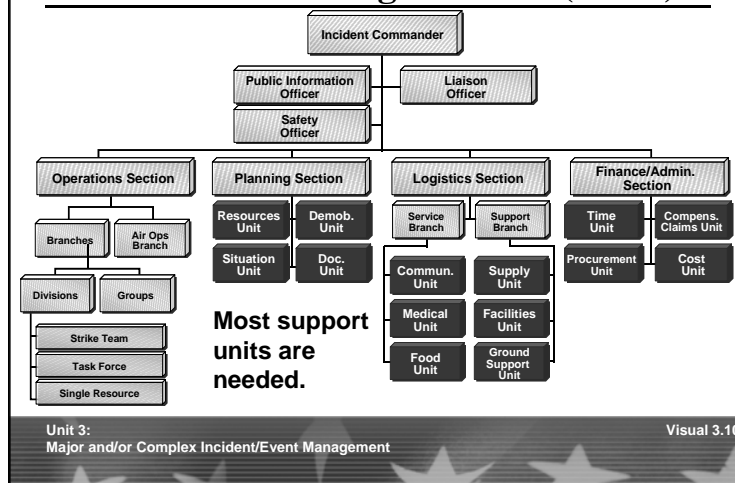 Incident Commander
Public Information
Officer
Liaison
Officer
Safety
Officer
Operations Section
Planning Section
Logistics Section
Finance/Admin.
Section
Branches
Air Ops
Branch
Divisions
Groups
Strike Team
Task Force
Single Resource
Resources
Unit
Demob.
Unit
Situation
Unit
Doc.
Unit
Service
Branch
Support
Branch
Commun.
Unit
Supply
Unit
Medical
Unit
Facilities
Unit
Food
Unit
Ground
Support
Unit
Time
Unit
Compens.
Claims Unit
Procurement
Unit
Cost
Unit
Most support
units are
needed.
Unit 3:
Major and/or Complex Incident/Event Management
Visual 3.10